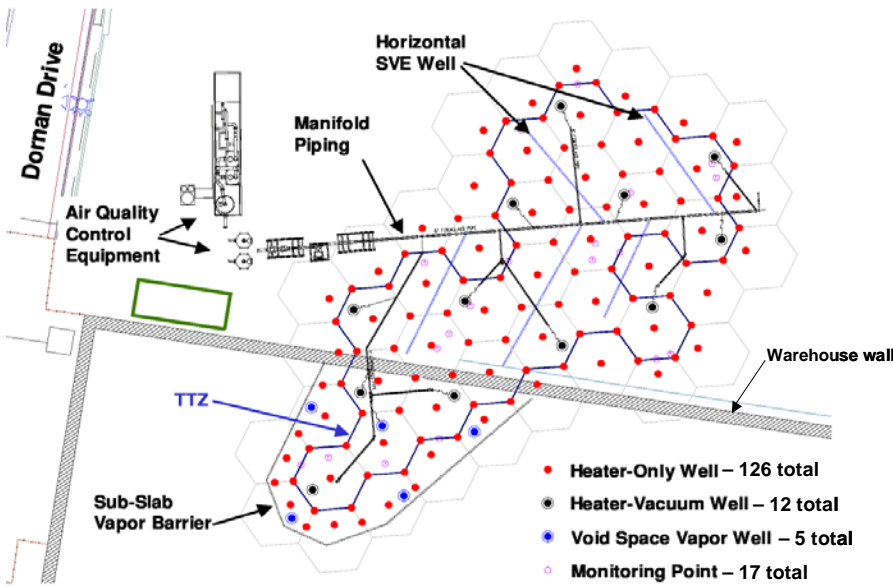 Dorman Drive
Horizontal
SVE Well
Manifold
Piping
Air Quality
Control
Equipment
Warehouse wall
TTZ
Sub-Slab
Vapor Barrier
Heater-Only Well – 126 total
Heater-Vacuum Well – 12 total
Void Space Vapor Well – 5 total
Monitoring Point – 17 total